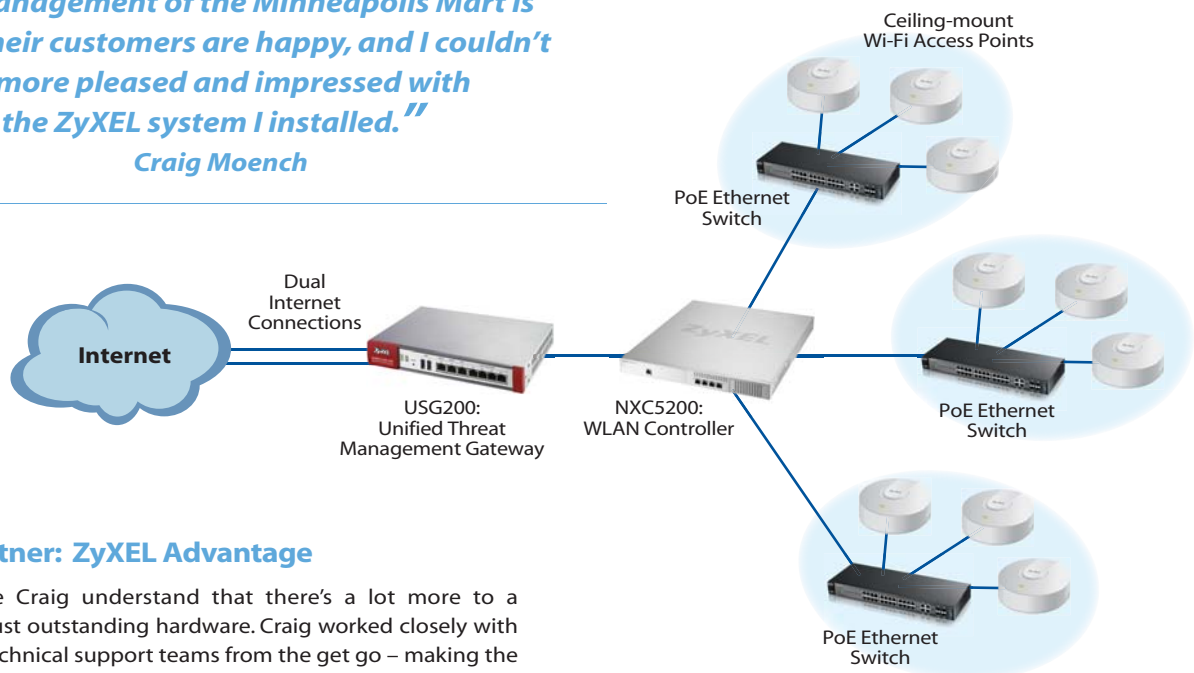 anagement of the Minneapolis Mart is
heir customers are happy, and I couldn't
more pleased and impressed with
the ZyXEL system I installed."
Craig Moench
Ceiling-mount
Wi-Fi Access Points
PoE Ethernet
Switch
Dual
Internet
Connections
Internet
ZyXEL
USG200:
Unified Threat
Management Gateway
NXC5200:
WLAN Controller
PoE Ethernet
Switch
tner: ZyXEL Advantage
e Craig understand that there's a lot more to a
ust outstanding hardware. Craig worked closely with
chnical support teams from the get go – making the
PoE Ethernet
Switch